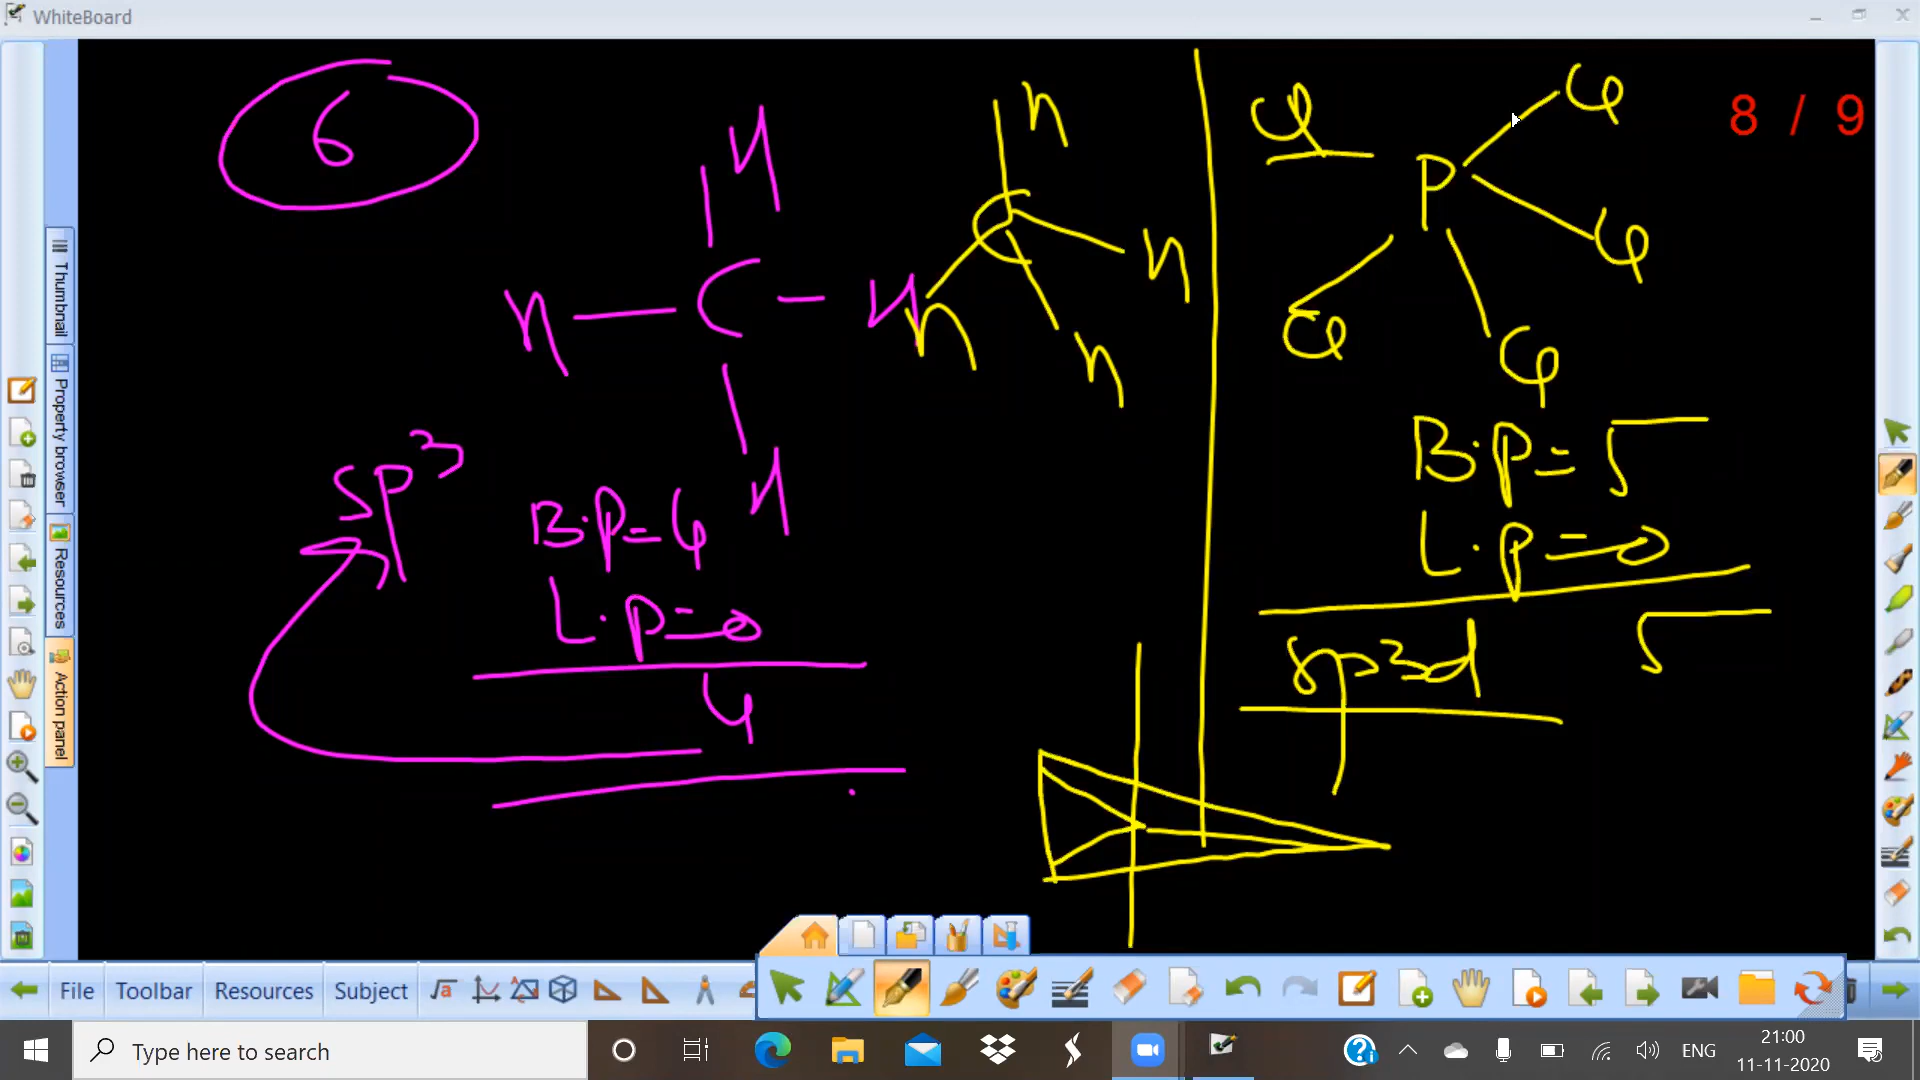 WhiteBoard
6
8 / 9
H
H
C
H
H
H
C
H
H
H
Cl
Cl
P
Cl
Cl
Cl
sp3
B.P = 4
L.P = 0
4
B.P = 5
L.P = 0
5
sp3d
Thumbnail
Property browser
Resources
Action panel
File
Toolbar
Resources
Subject
Type here to search
ENG
21:00
11-11-2020